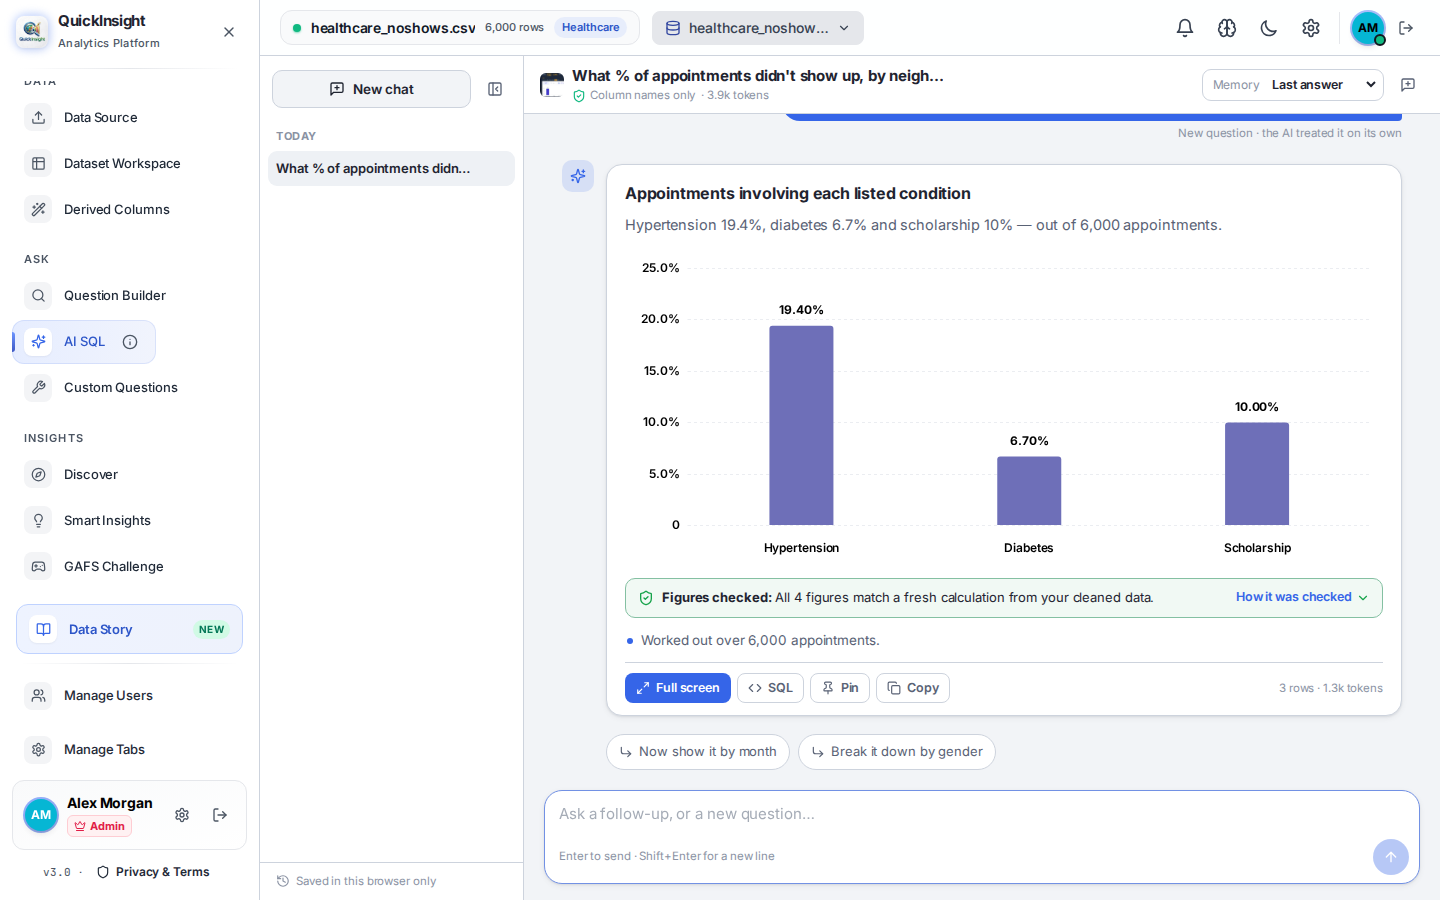 QuickInsight
Analytics Platform
DATA
Data Source
Dataset Workspace
Derived Columns
ASK
Question Builder
AI SQL
Custom Questions
INSIGHTS
Discover
Smart Insights
GAFS Challenge
Data Story NEW
Manage Users
Manage Tabs
AM Alex Morgan
Admin
v3.0 · Privacy & Terms
healthcare_noshows.csv 6,000 rows Healthcare
healthcare_noshow...
AM
New chat
TODAY
What % of appointments didn...
Saved in this browser only
What % of appointments didn't show up, by neigh...
Column names only · 3.9k tokens
Memory Last answer
New question · the AI treated it on its own
Appointments involving each listed condition
Hypertension 19.4%, diabetes 6.7% and scholarship 10% — out of 6,000 appointments.
25.0%
20.0%
15.0%
10.0%
5.0%
0
19.40%
6.70%
10.00%
Hypertension
Diabetes
Scholarship
Figures checked: All 4 figures match a fresh calculation from your cleaned data.
How it was checked
Worked out over 6,000 appointments.
Full screen
SQL
Pin
Copy
3 rows · 1.3k tokens
Now show it by month
Break it down by gender
Ask a follow-up, or a new question...
Enter to send · Shift+Enter for a new line